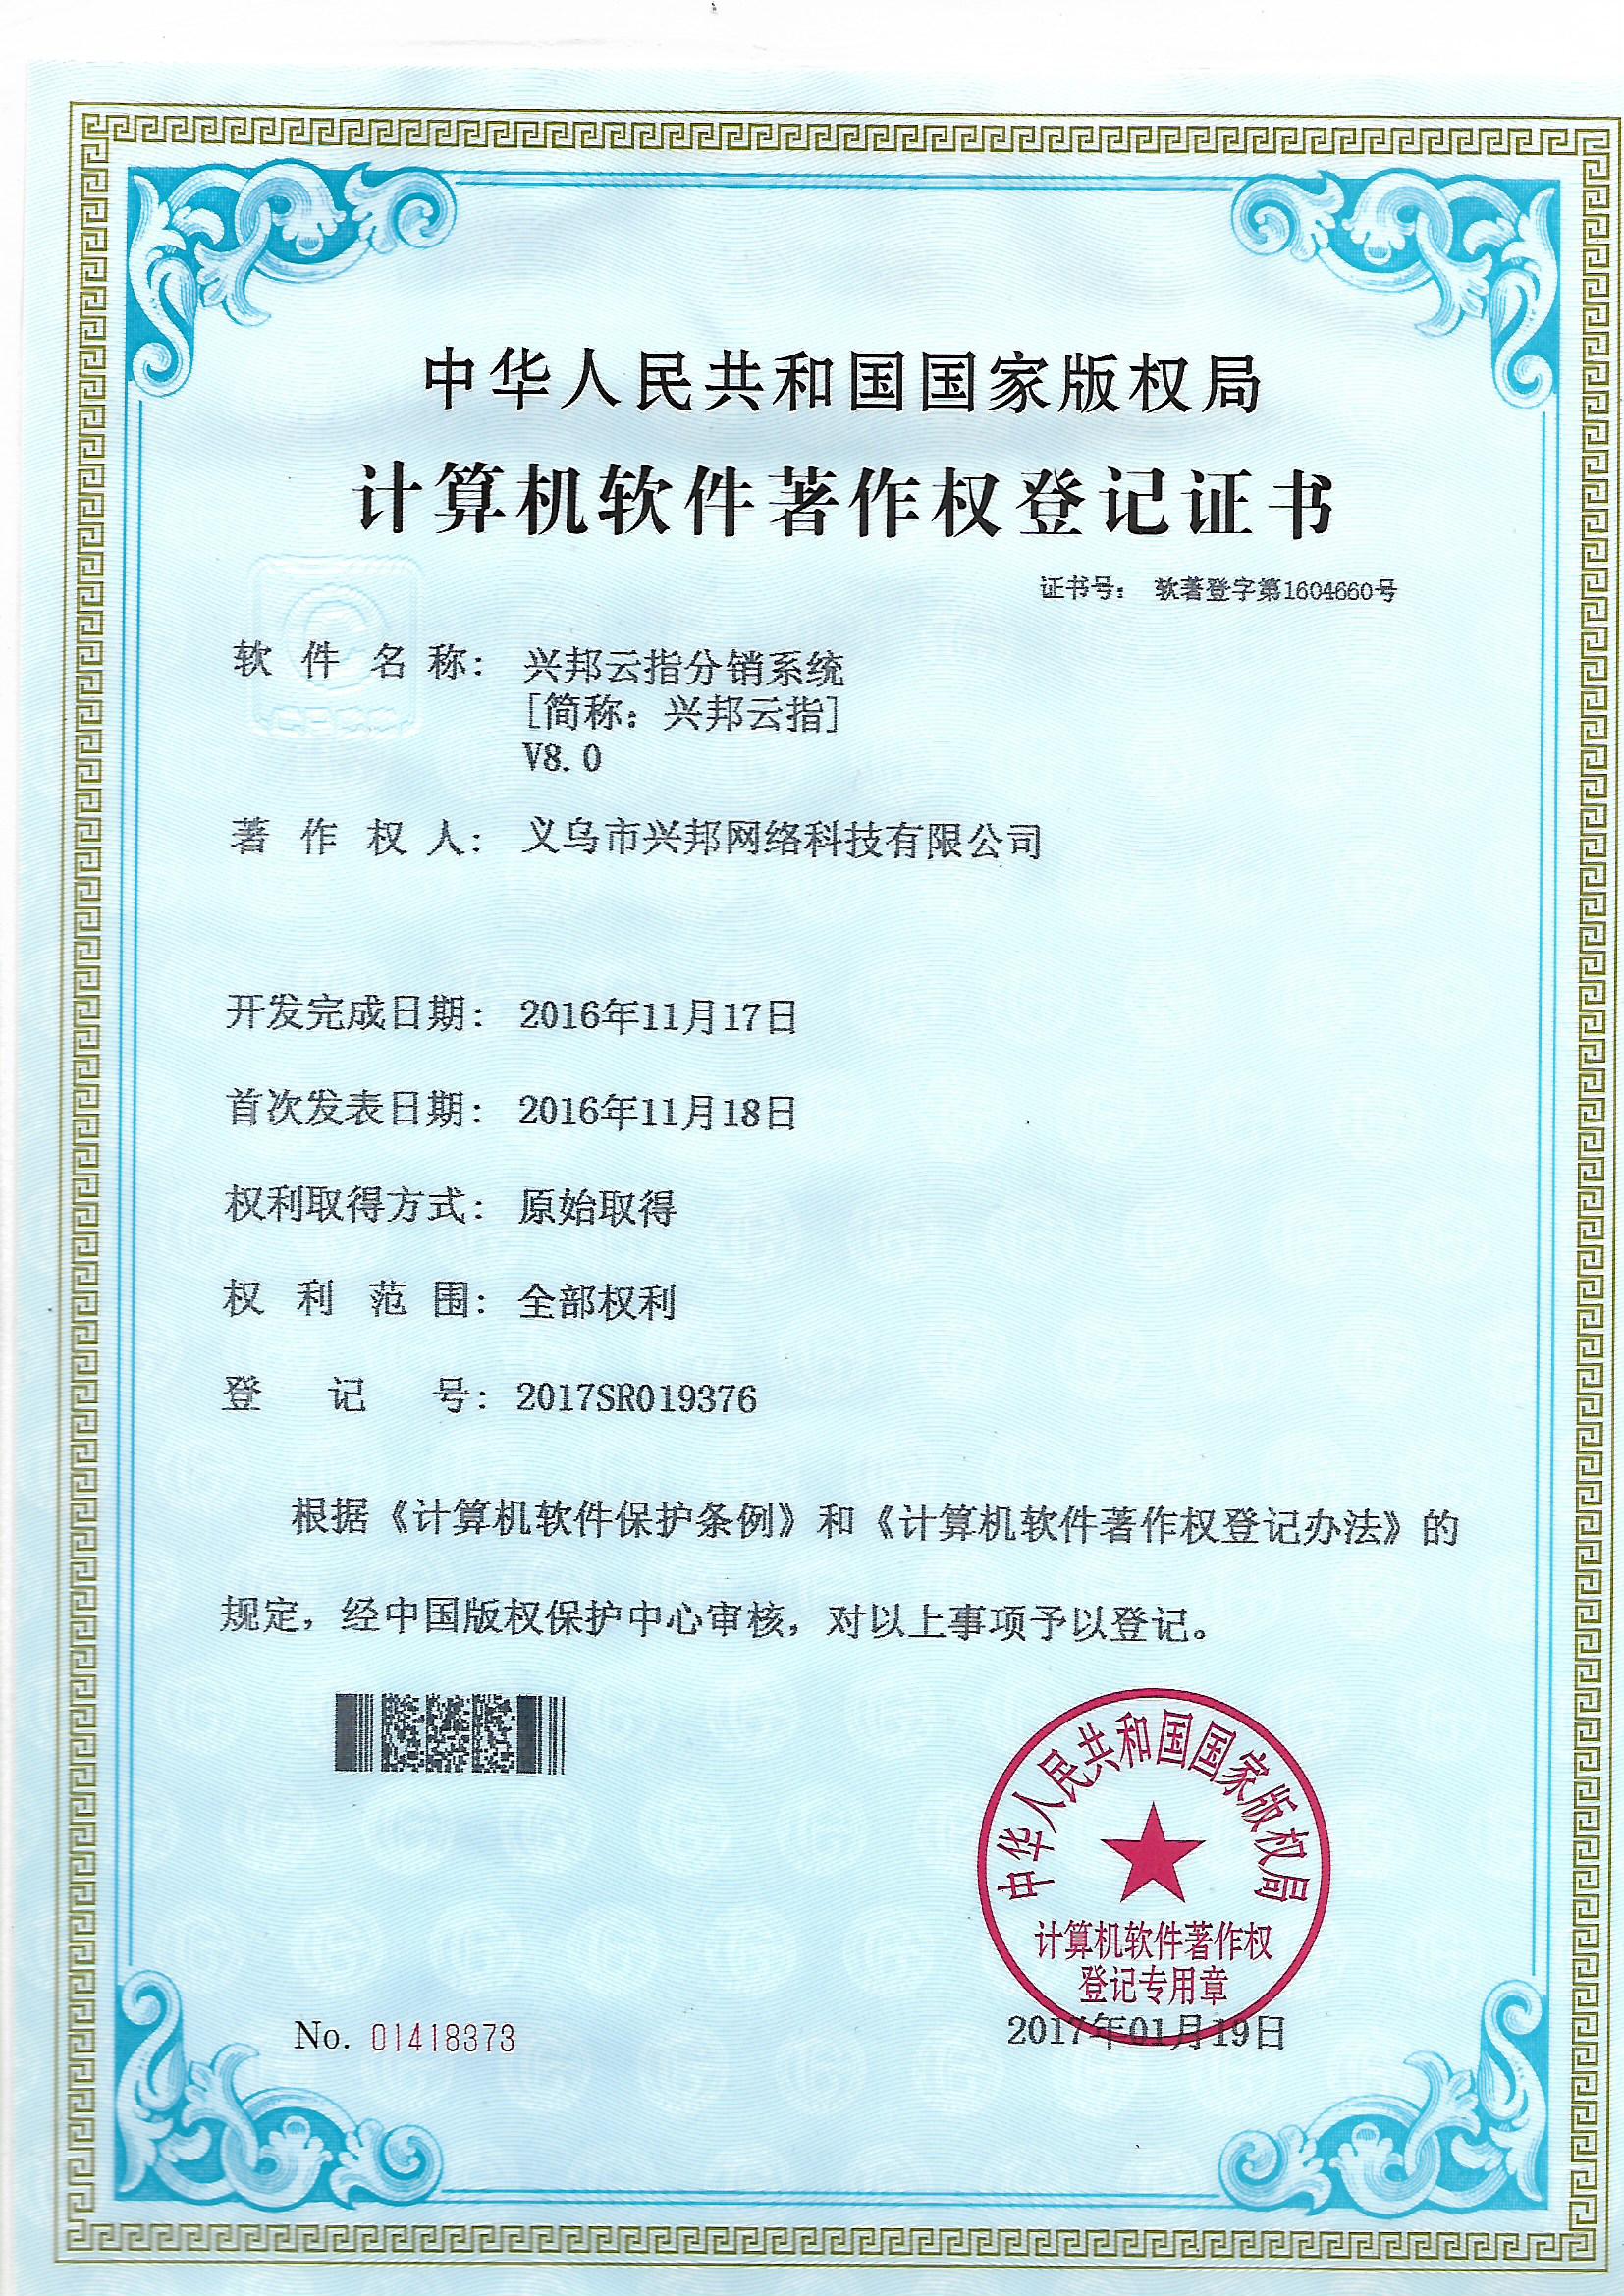 中华人民共和国国家版权局
计算机软件著作权登记证书
证书号： 软著登字第1604660号
软件名称： 兴邦云指分销系统
[简称：兴邦云指]
V8.0
著作权人： 义乌市兴邦网络科技有限公司
开发完成日期： 2016年11月17日
首次发表日期： 2016年11月18日
权利取得方式： 原始取得
权利范围： 全部权利
登记号： 2017SR019376
根据《计算机软件保护条例》和《计算机软件著作权登记办法》的
规定，经中国版权保护中心审核，对以上事项予以登记。
中华人民共和国国家版权局
计算机软件著作权
登记专用章
No. 01418373
2017年01月19日